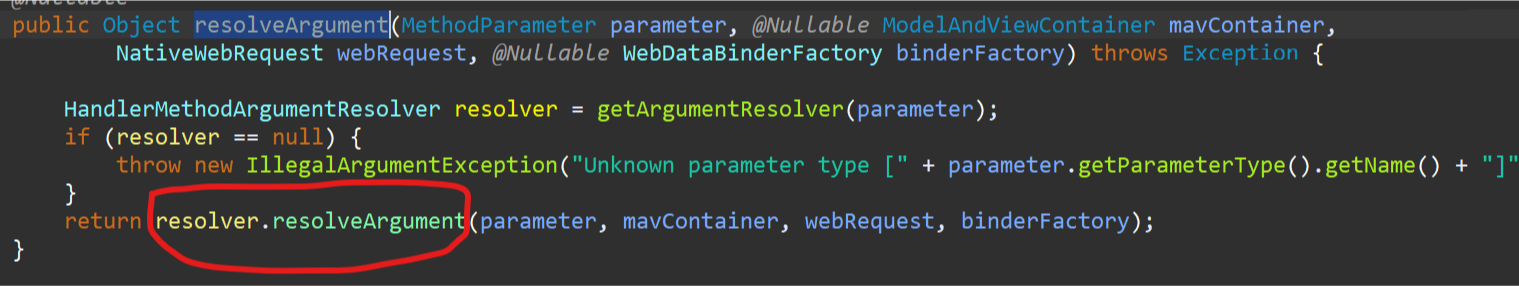 @Nullable
public Object resolveArgument(MethodParameter parameter, @Nullable ModelAndViewContainer mavContainer,
NativeWebRequest webRequest, @Nullable WebDataBinderFactory binderFactory) throws Exception {
HandlerMethodArgumentResolver resolver = getArgumentResolver(parameter);
if (resolver == null) {
throw new IllegalArgumentException("Unknown parameter type [" + parameter.getParameterType().getName() + "]"
}
return resolver.resolveArgument(parameter, mavContainer, webRequest, binderFactory);
}